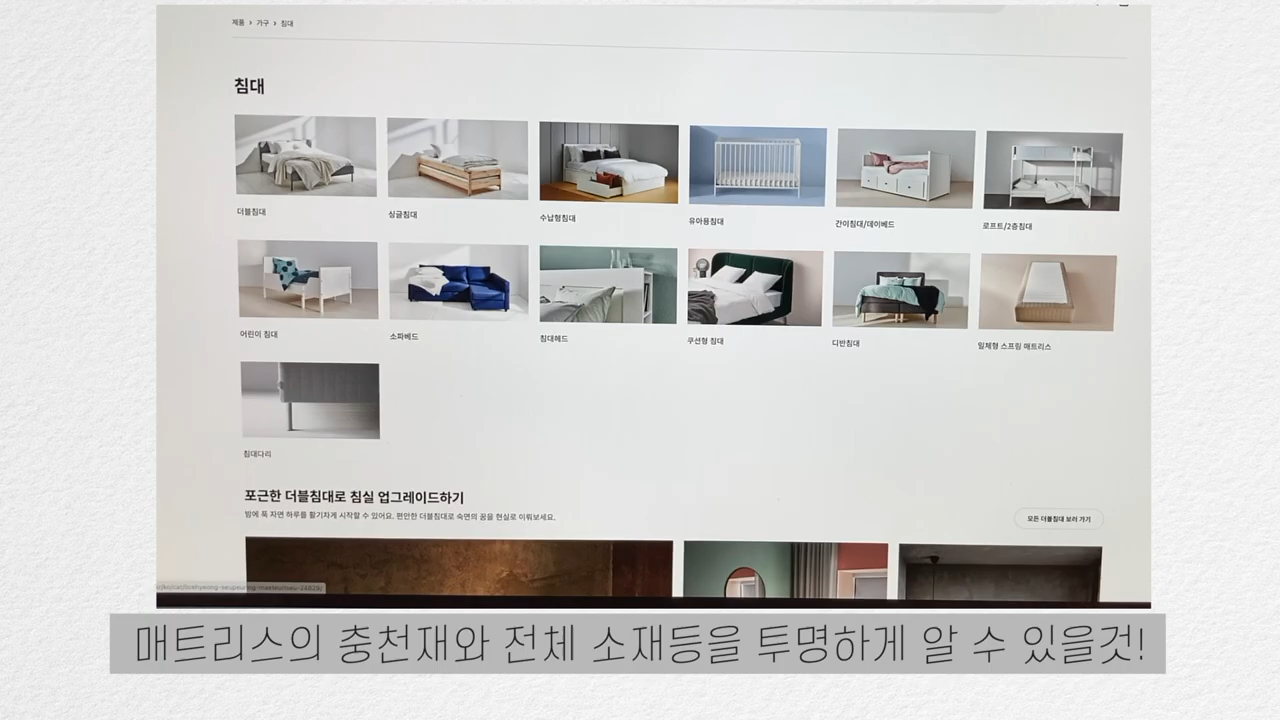 제품 › 가구 › 침대
침대
더블침대
싱글침대
수납형침대
유아용침대
간이침대/데이베드
로프트/2층침대
어린이 침대
소파베드
침대헤드
쿠션형 침대
디반침대
일체형 스프링 매트리스
침대다리
포근한 더블침대로 침실 업그레이드하기
밤에 푹 자면 하루를 활기차게 시작할 수 있어요. 편안한 더블침대로 숙면의 꿈을 현실로 이뤄보세요.
모든 더블침대 보러 가기
매트리스의 충천재와 전체 소재등을 투명하게 알 수 있을것!